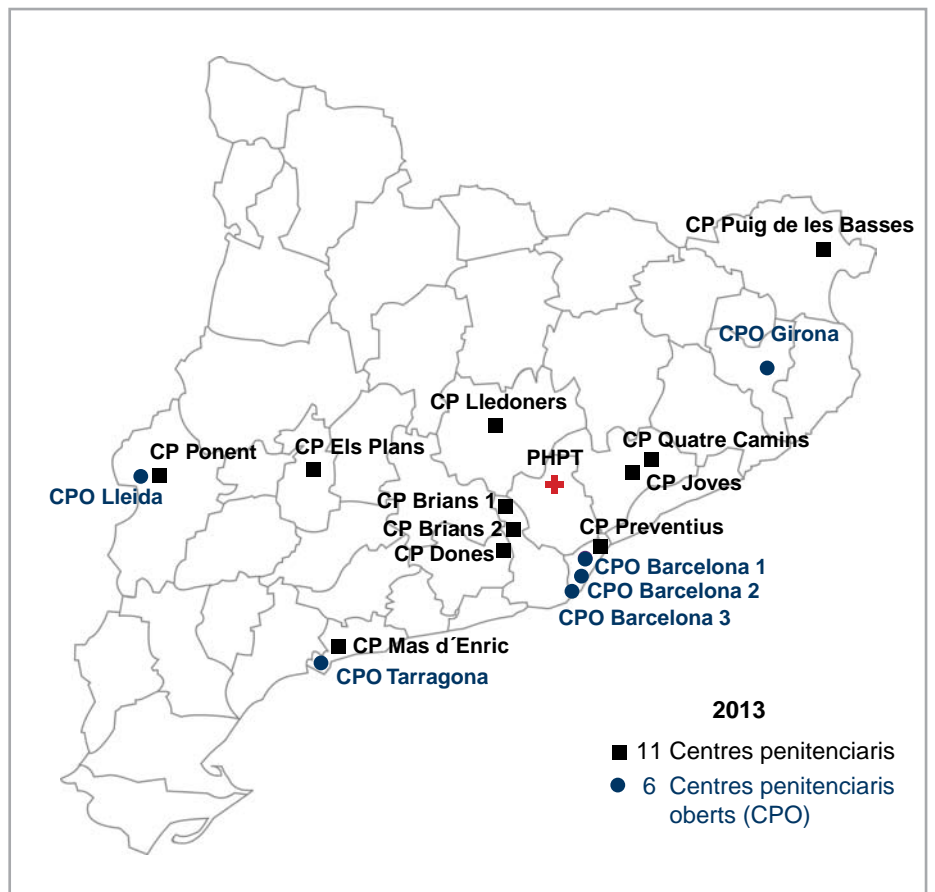 CP Puig de les Basses
CPO Girona
CP Lledoners
CP Quatre Camins
CP Ponent
CP Els Plans
PHPT
CP Joves
CPO Lleida
CP Brians 1
CP Brians 2
CP Preventius
CP Dones
CPO Barcelona 1
CPO Barcelona 2
CPO Barcelona 3
CP Mas d´Enric
CPO Tarragona
2013
11 Centres penitenciaris
6 Centres penitenciaris
oberts (CPO)